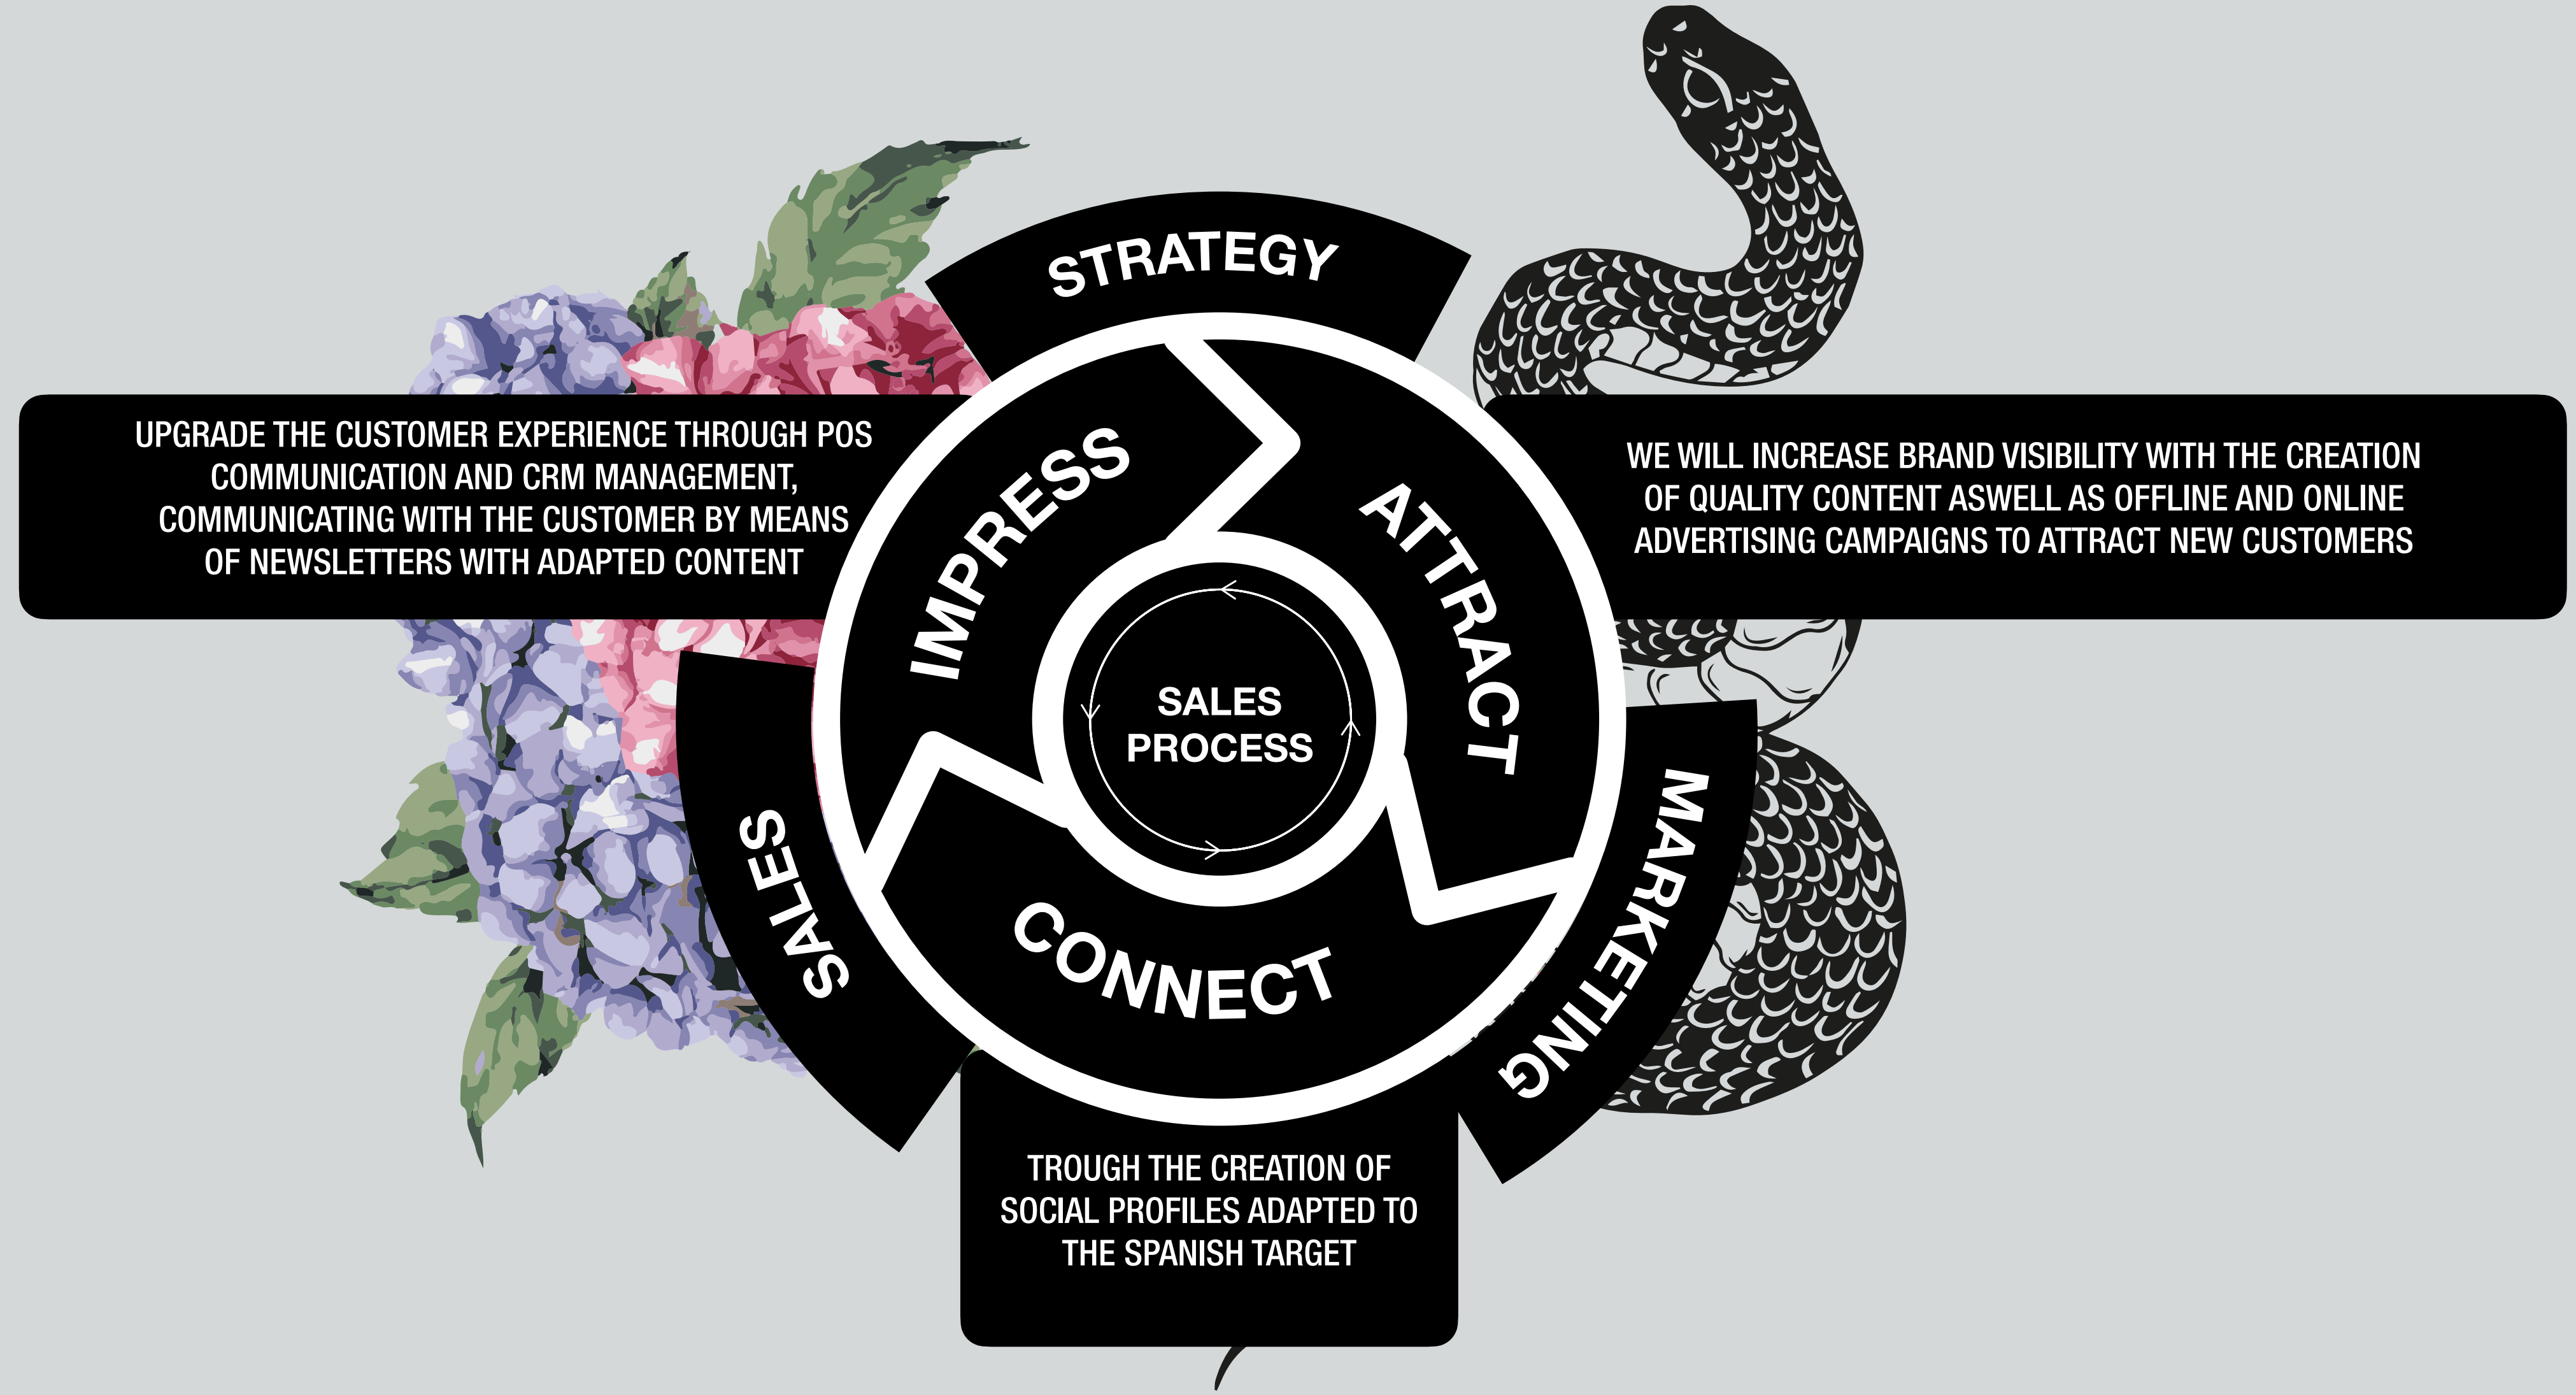 STRATEGY
UPGRADE THE CUSTOMER EXPERIENCE THROUGH POS
COMMUNICATION AND CRM MANAGEMENT,
COMMUNICATING WITH THE CUSTOMER BY MEANS
OF NEWSLETTERS WITH ADAPTED CONTENT
IMPRESS
ATTRACT
WE WILL INCREASE BRAND VISIBILITY WITH THE CREATION
OF QUALITY CONTENT ASWELL AS OFFLINE AND ONLINE
ADVERTISING CAMPAIGNS TO ATTRACT NEW CUSTOMERS
SALES
PROCESS
SALES
CONNECT
MARKETING
TROUGH THE CREATION OF
SOCIAL PROFILES ADAPTED TO
THE SPANISH TARGET